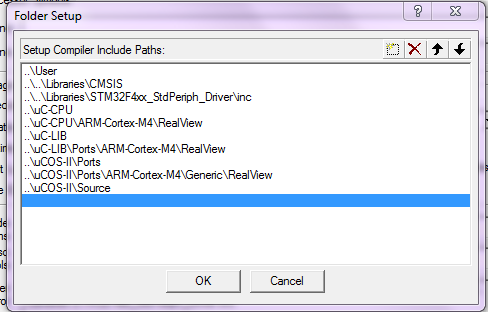 Folder Setup
Setup Compiler Include Paths:
..\User
..\..\Libraries\CMSIS
..\..\Libraries\STM32F4xx_StdPeriph_Driver\inc
..\uC-CPU
..\uC-CPU\ARM-Cortex-M4\RealView
..\uC-LIB
..\uC-LIB\Ports\ARM-Cortex-M4\RealView
..\uCOS-II\Ports
..\uCOS-II\Ports\ARM-Cortex-M4\Generic\RealView
..\uCOS-II\Source
OK Cancel